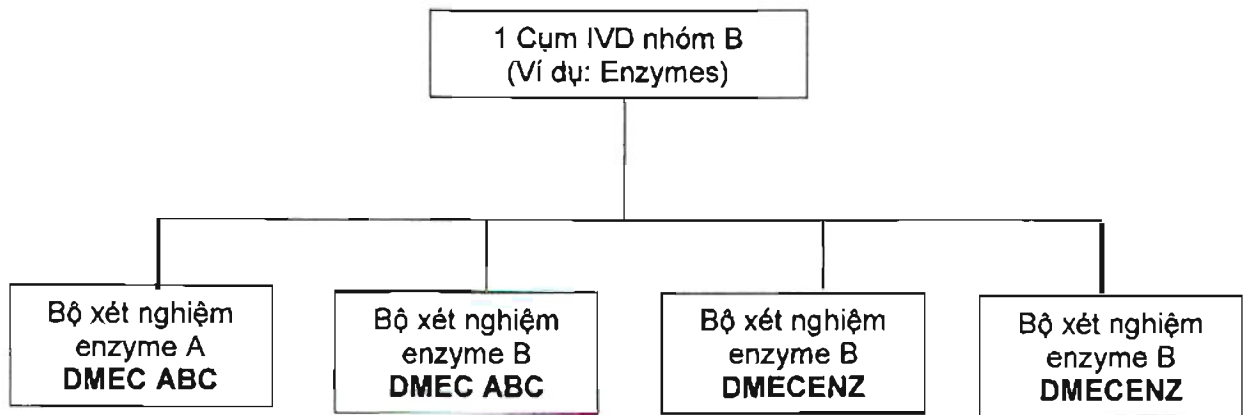 1 Cụm IVD nhóm B
(Ví dụ: Enzymes)
Bộ xét nghiệm
enzyme A
DMEC ABC
Bộ xét nghiệm
enzyme B
DMEC ABC
Bộ xét nghiệm
enzyme B
DMECENZ
Bộ xét nghiệm
enzyme B
DMECENZ